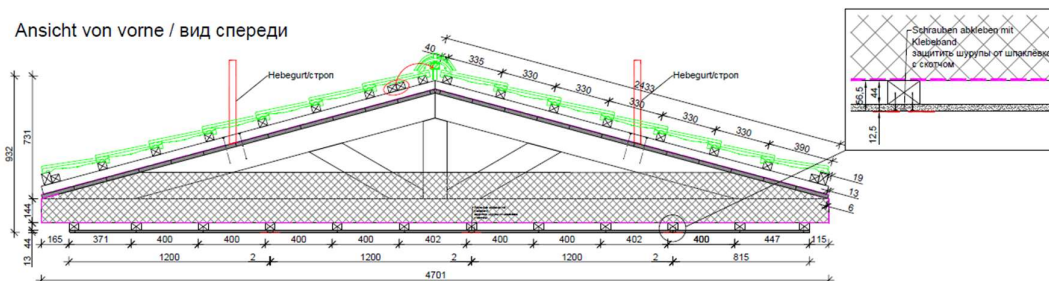 Ansicht von vorne / вид спереди
Schrauben abkleben mit
Klebeband
защитить шурупы от шпаклёвки
с скотчом
56,5
44
12,5
40
335
330
330
330
330
330
390
2433
19
13
6
Hebegurt/строп
Hebegurt/строп
932
731
144
44
13
165 371 400 400 400 400 402 400 400 402 400 447 115
1200 2 1200 2 1200 2 815
4701